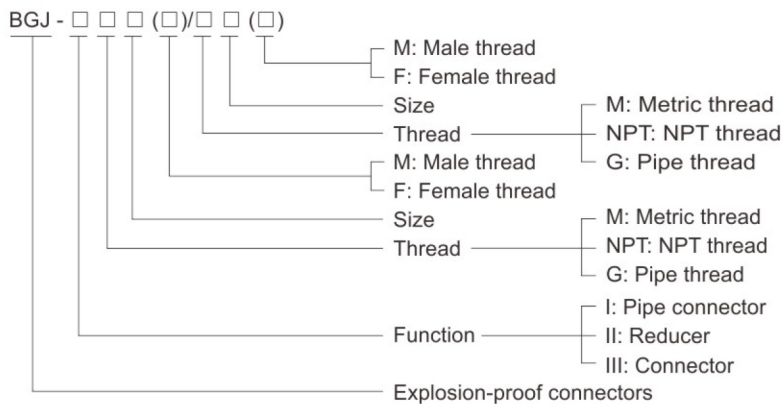 BGJ - □ □ □ (□)/□ □ (□)
M: Male thread
F: Female thread
Size
M: Metric thread
Thread
NPT: NPT thread
G: Pipe thread
M: Male thread
F: Female thread
Size
M: Metric thread
Thread
NPT: NPT thread
G: Pipe thread
I: Pipe connector
Function
II: Reducer
III: Connector
Explosion-proof connectors